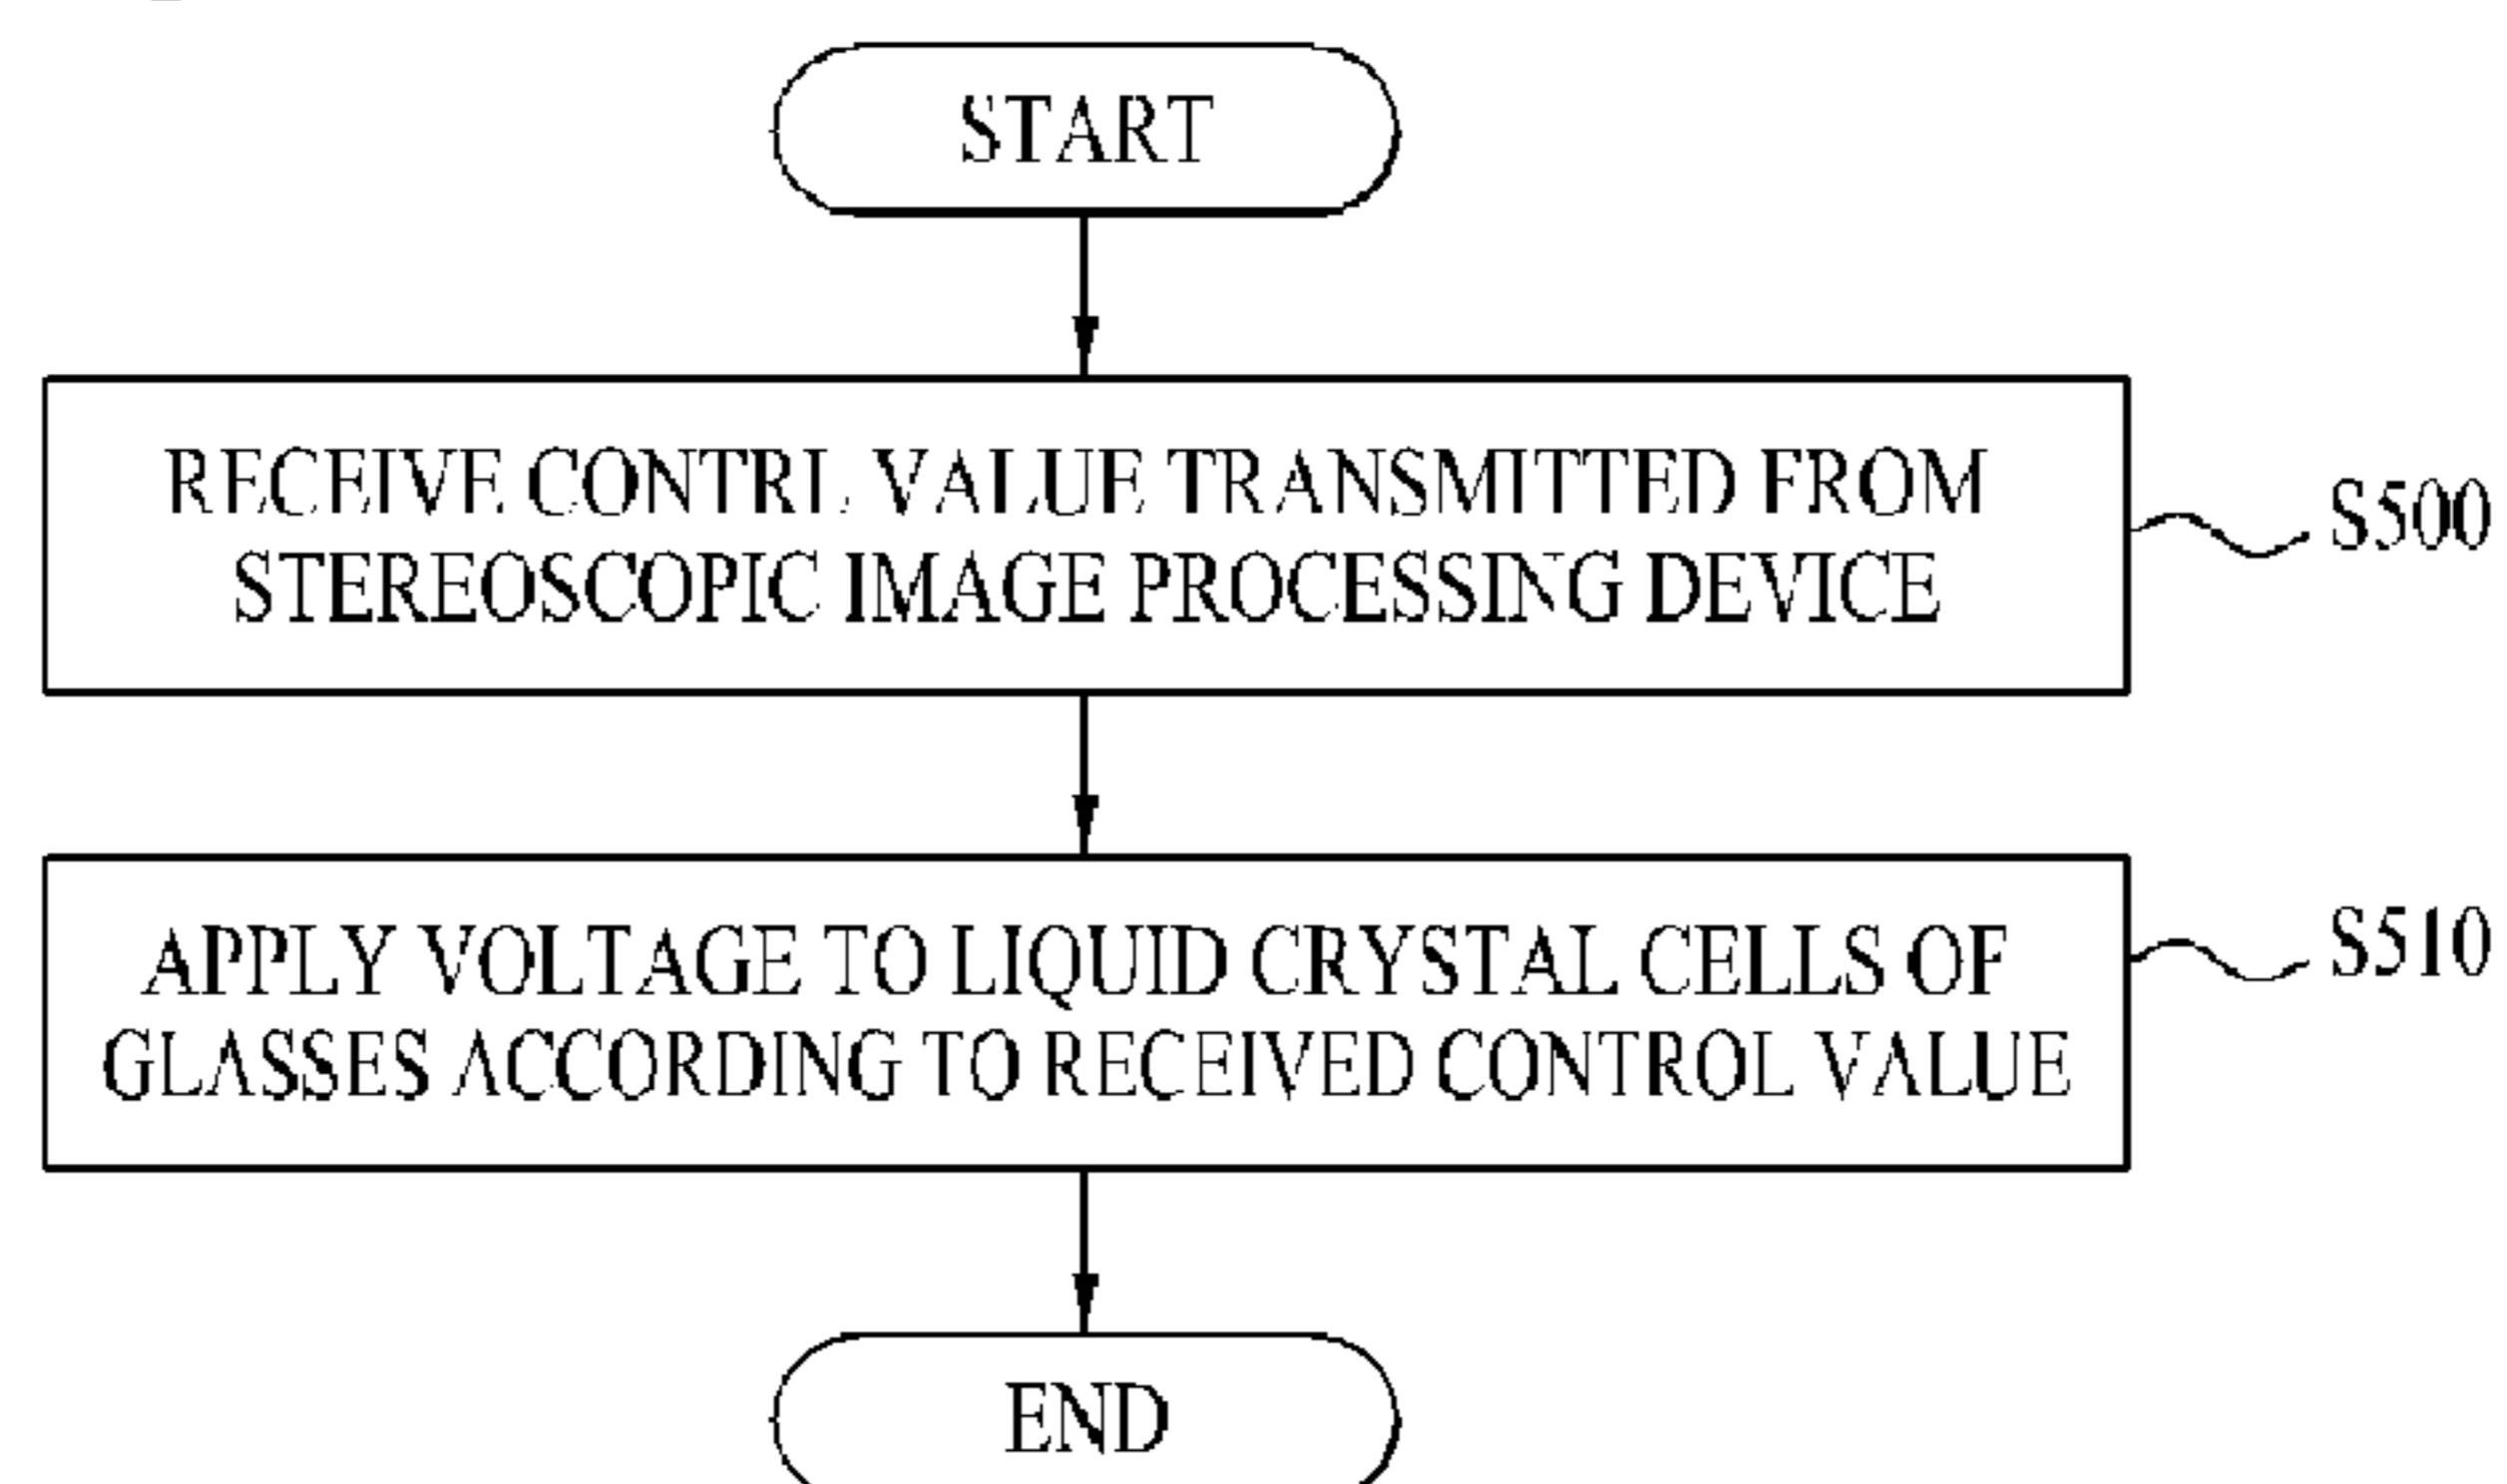 START
RECEIVE CONTRL VALUE TRANSMITTED FROM
STEREOSCOPIC IMAGE PROCESSING DEVICE
S500
APPLY VOLTAGE TO LIQUID CRYSTAL CELLS OF
GLASSES ACCORDING TO RECEIVED CONTROL VALUE
S510
END